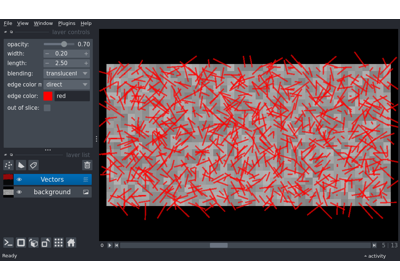 File View Window Plugins Help
layer controls
opacity: 0.70
width: 0.20
length: 2.50
blending: translucent
edge color m direct
edge color: red
out of slice:
layer list
Vectors
background
0 5 13
Ready activity